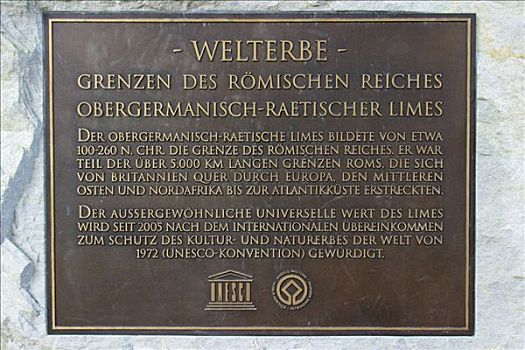 - WELTERBE -
GRENZEN DES RÖMISCHEN REICHES
OBERGERMANISCH-RAETISCHER LIMES
DER OBERGERMANISCH-RAETISCHE LIMES BILDETE VON ETWA
100-260 N. CHR. DIE GRENZE DES RÖMISCHEN REICHES. ER WAR
TEIL DER ÜBER 5.000 KM LANGEN GRENZEN ROMS, DIE SICH
VON BRITANNIEN QUER DURCH EUROPA, DEN MITTLEREN
OSTEN UND NORDAFRIKA BIS ZUR ATLANTIKKÜSTE ERSTRECKTEN.
DER AUSSERGEWÖHNLICHE UNIVERSELLE WERT DES LIMES
WIRD SEIT 2005 NACH DEM INTERNATIONALEN ÜBEREINKOMMEN
ZUM SCHUTZ DES KULTUR- UND NATURERBES DER WELT VON
1972 (UNESCO-KONVENTION) GEWÜRDIGT.
UNESCO